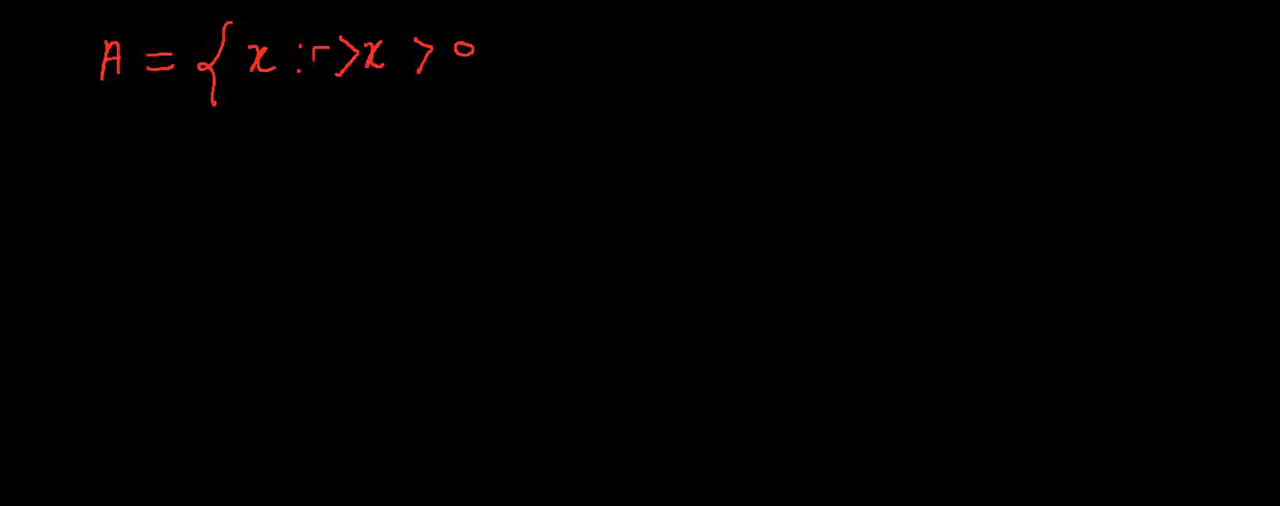 A = { x : r > x > 0